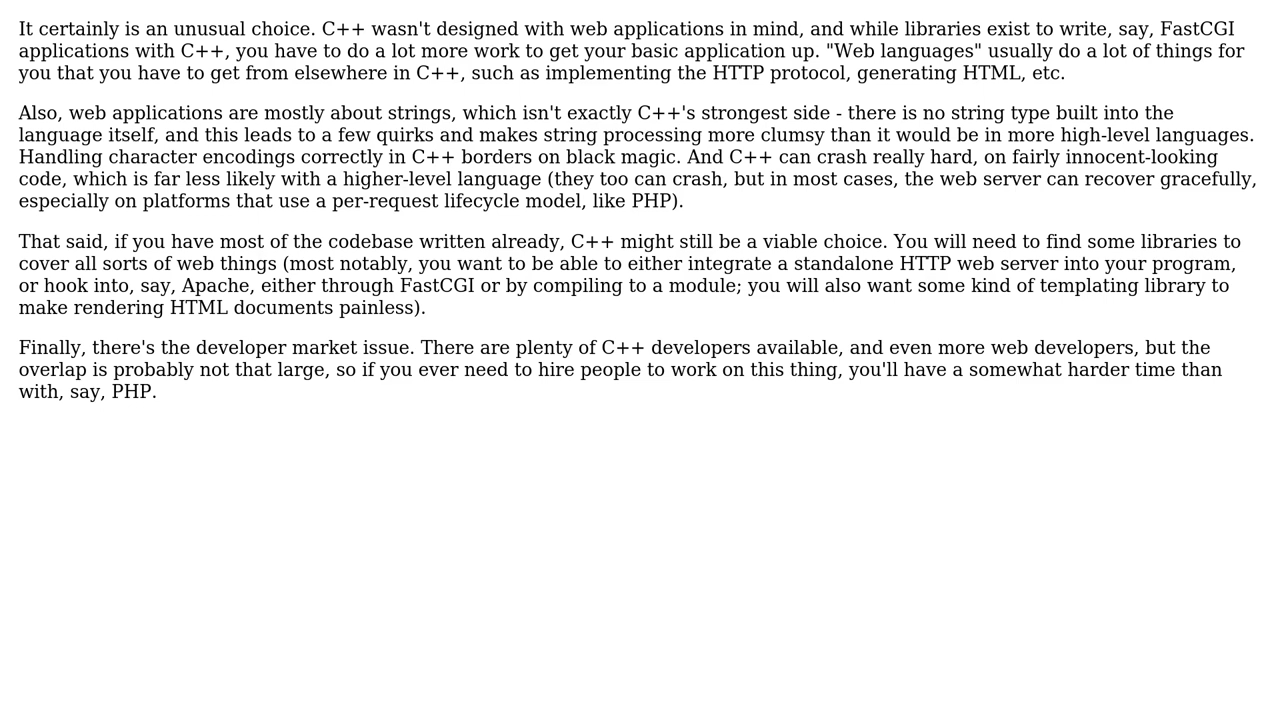 It certainly is an unusual choice. C++ wasn't designed with web applications in mind, and while libraries exist to write, say, FastCGI
applications with C++, you have to do a lot more work to get your basic application up. "Web languages" usually do a lot of things for
you that you have to get from elsewhere in C++, such as implementing the HTTP protocol, generating HTML, etc.
Also, web applications are mostly about strings, which isn't exactly C++'s strongest side - there is no string type built into the
language itself, and this leads to a few quirks and makes string processing more clumsy than it would be in more high-level languages.
Handling character encodings correctly in C++ borders on black magic. And C++ can crash really hard, on fairly innocent-looking
code, which is far less likely with a higher-level language (they too can crash, but in most cases, the web server can recover gracefully,
especially on platforms that use a per-request lifecycle model, like PHP).
That said, if you have most of the codebase written already, C++ might still be a viable choice. You will need to find some libraries to
cover all sorts of web things (most notably, you want to be able to either integrate a standalone HTTP web server into your program,
or hook into, say, Apache, either through FastCGI or by compiling to a module; you will also want some kind of templating library to
make rendering HTML documents painless).
Finally, there's the developer market issue. There are plenty of C++ developers available, and even more web developers, but the
overlap is probably not that large, so if you ever need to hire people to work on this thing, you'll have a somewhat harder time than
with, say, PHP.